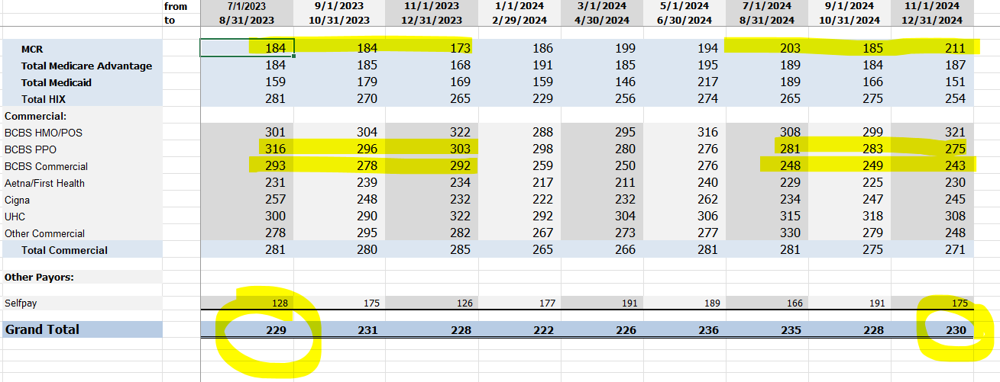 from 7/1/2023 9/1/2023 11/1/2023 1/1/2024 3/1/2024 5/1/2024 7/1/2024 9/1/2024 11/1/2024
to 8/31/2023 10/31/2023 12/31/2023 2/29/2024 4/30/2024 6/30/2024 8/31/2024 10/31/2024 12/31/2024
MCR 184 184 173 186 199 194 203 185 211
Total Medicare Advantage 184 185 168 191 185 195 189 184 187
Total Medicaid 159 179 169 159 146 217 189 166 151
Total HIX 281 270 265 229 256 274 265 275 254
Commercial:
BCBS HMO/POS 301 304 322 288 295 316 308 299 321
BCBS PPO 316 296 303 298 280 276 281 283 275
BCBS Commercial 293 278 292 259 250 276 248 249 243
Aetna/First Health 231 239 234 217 211 240 229 225 230
Cigna 257 248 232 222 232 262 234 247 245
UHC 300 290 322 292 304 306 315 318 308
Other Commercial 278 295 282 267 273 277 330 279 248
Total Commercial 281 280 285 265 266 281 281 275 271
Other Payors:
Selfpay 128 175 126 177 191 189 166 191 175
Grand Total 229 231 228 222 226 236 235 228 230